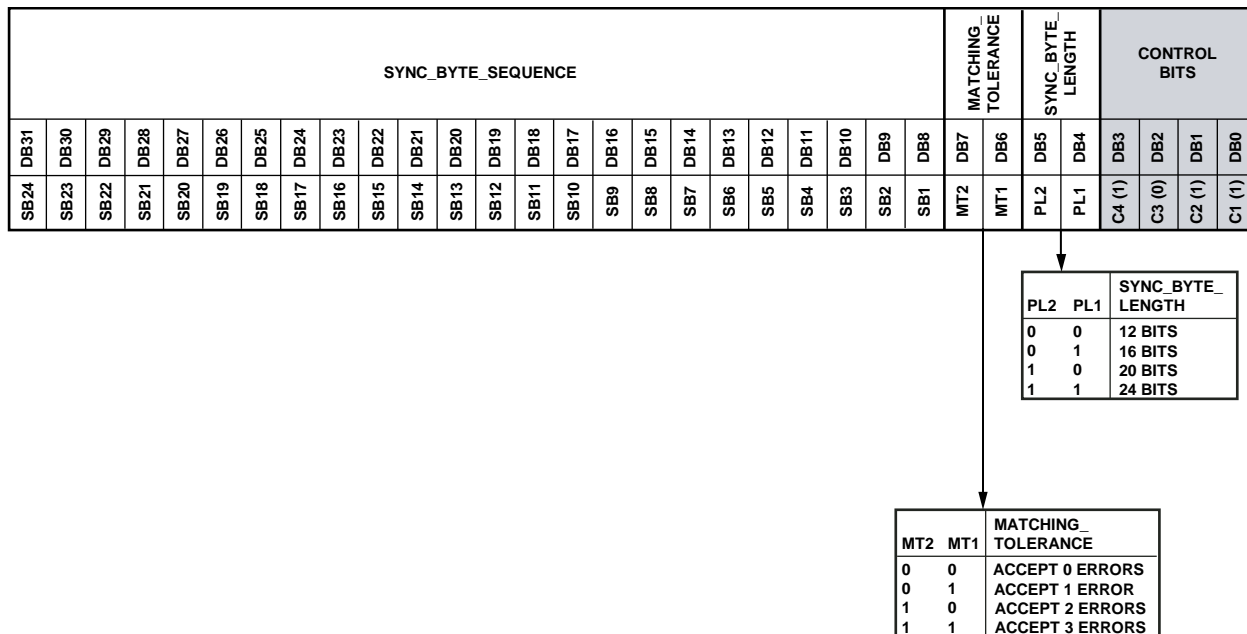 SYNC_BYTE_SEQUENCE
MATCHING_
TOLERANCE
SYNC_BYTE_
LENGTH
CONTROL
BITS
DB31 DB30 DB29 DB28 DB27 DB26 DB25 DB24 DB23 DB22 DB21 DB20 DB19 DB18 DB17 DB16 DB15 DB14 DB13 DB12 DB11 DB10 DB9 DB8 DB7 DB6 DB5 DB4 DB3 DB2 DB1 DB0
SB24 SB23 SB22 SB21 SB20 SB19 SB18 SB17 SB16 SB15 SB14 SB13 SB12 SB11 SB10 SB9 SB8 SB7 SB6 SB5 SB4 SB3 SB2 SB1 MT2 MT1 PL2 PL1 C4 (1) C3 (0) C2 (1) C1 (1)
SYNC_BYTE_
PL2 PL1 LENGTH
0 0 12 BITS
0 1 16 BITS
1 0 20 BITS
1 1 24 BITS
MATCHING_
MT2 MT1 TOLERANCE
0 0 ACCEPT 0 ERRORS
0 1 ACCEPT 1 ERROR
1 0 ACCEPT 2 ERRORS
1 1 ACCEPT 3 ERRORS